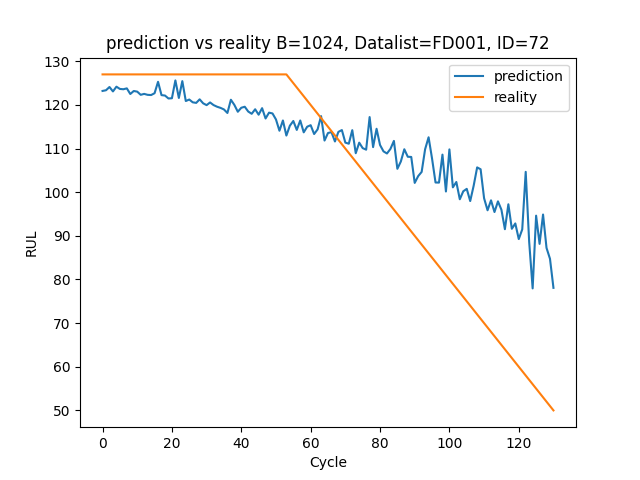 prediction vs reality B=1024, Datalist=FD001, ID=72
prediction
reality
130
120
110
100
90
80
70
60
50
RUL
0 20 40 60 80 100 120
Cycle